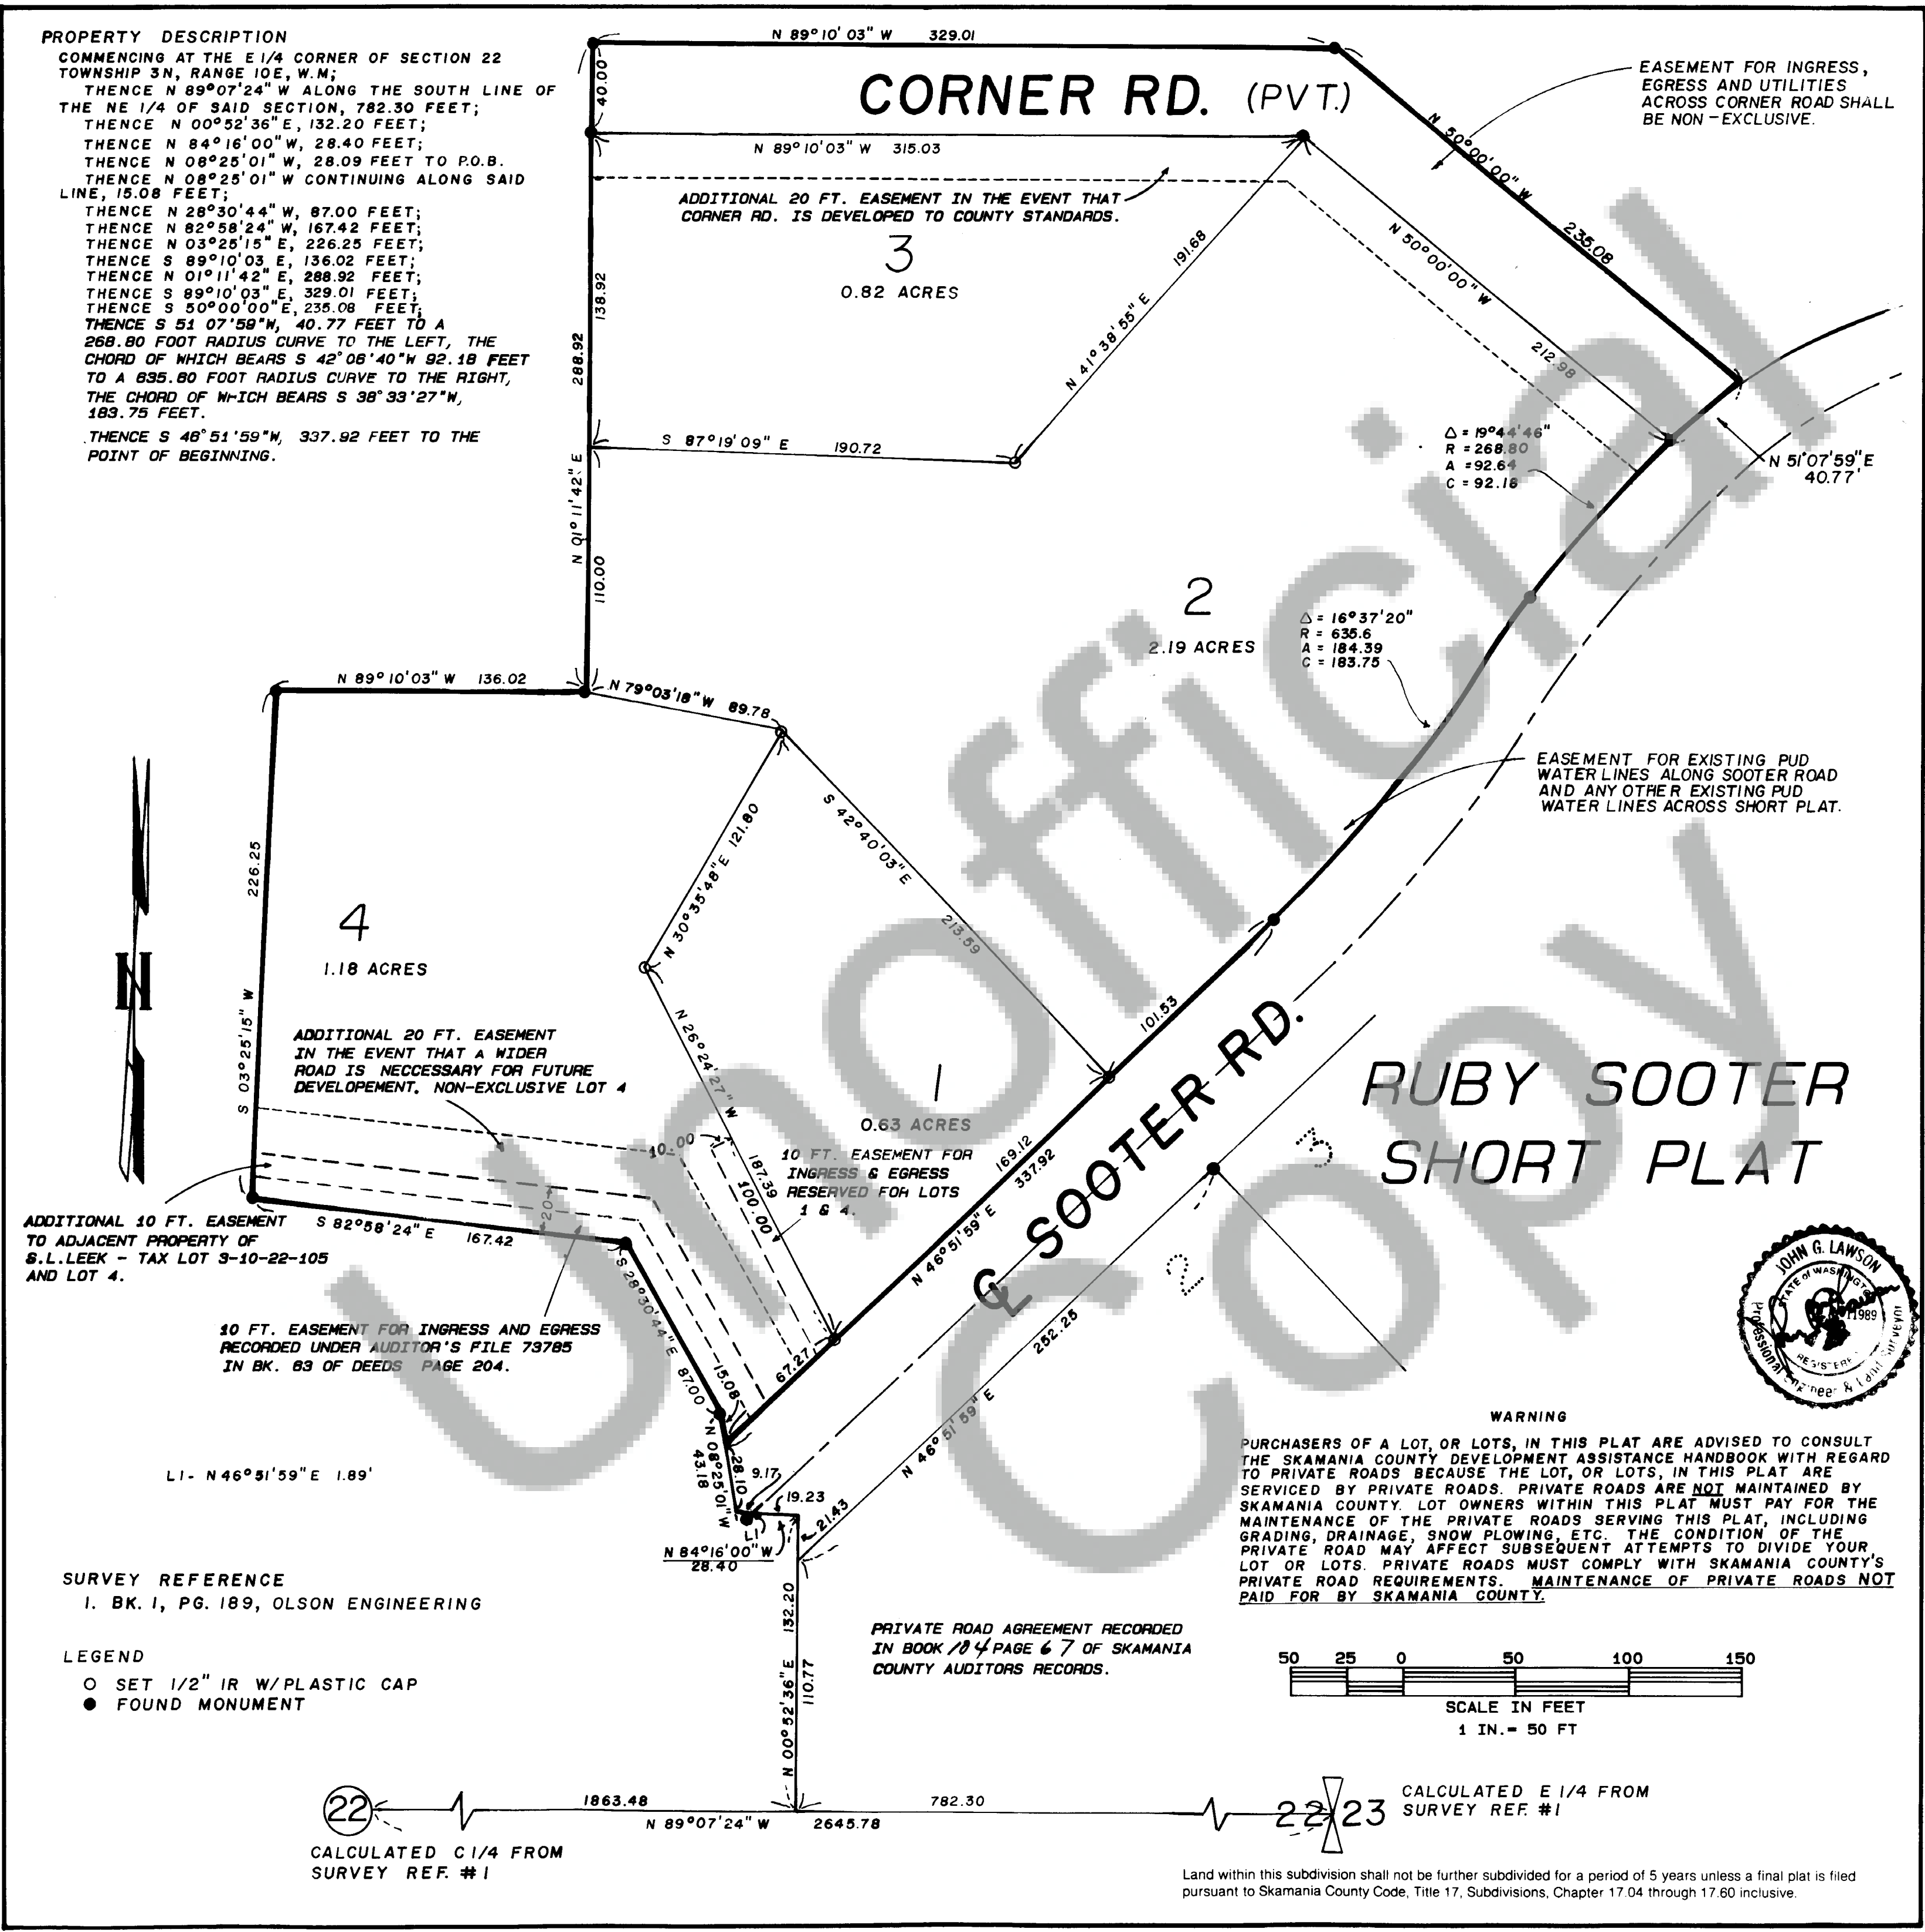 PROPERTY DESCRIPTION
COMMENCING AT THE E 1/4 CORNER OF SECTION 22
TOWNSHIP 3N, RANGE 10E, W.M;
THENCE N 89°07'24" W ALONG THE SOUTH LINE OF
THE NE 1/4 OF SAID SECTION, 782.30 FEET;
THENCE N 00°52'36"E, 132.20 FEET;
THENCE N 84°16'00"W, 28.40 FEET;
THENCE N 08°25'01"W, 28.09 FEET TO P.O.B.
THENCE N 08°25'01"W CONTINUING ALONG SAID
LINE, 15.08 FEET;
THENCE N 28°30'44" W, 87.00 FEET;
THENCE N 82°58'24" W, 167.42 FEET;
THENCE N 03°25'15" E, 226.25 FEET;
THENCE S 89°10'03 E, 136.02 FEET;
THENCE N 01°11'42" E, 288.92 FEET;
THENCE S 89°10'03" E, 329.01 FEET;
THENCE S 50°00'00"E, 235.08 FEET;
THENCE S 51 07'59"W, 40.77 FEET TO A
268.80 FOOT RADIUS CURVE TO THE LEFT, THE
CHORD OF WHICH BEARS S 42°06'40"W 92.18 FEET
TO A 635.60 FOOT RADIUS CURVE TO THE RIGHT,
THE CHORD OF WHICH BEARS S 38°33'27"W,
183.75 FEET.
THENCE S 46°51'59"W, 337.92 FEET TO THE
POINT OF BEGINNING.
N 89°10'03" W 329.01
CORNER RD. (PVT.)
40.00
N 89°10'03" W 315.03
EASEMENT FOR INGRESS,
EGRESS AND UTILITIES
ACROSS CORNER ROAD SHALL
BE NON-EXCLUSIVE.
N 50°00'00" W
235.08
ADDITIONAL 20 FT. EASEMENT IN THE EVENT THAT
CORNER RD. IS DEVELOPED TO COUNTY STANDARDS.
3
0.82 ACRES
191.68
N 41°38'55" E
N 50°00'00" W
212.98
138.92
288.92
N 01°11'42" E
110.00
S 87°19'09" E 190.72
Δ = 19°44'46"
R = 268.80
A = 92.64
C = 92.18
N 51°07'59"E
40.77'
2
2.19 ACRES
Δ = 16°37'20"
R = 635.6
A = 184.39
C = 183.75
N 89°10'03" W 136.02
N 79°03'18" W 89.78
EASEMENT FOR EXISTING PUD
WATER LINES ALONG SOOTER ROAD
AND ANY OTHER EXISTING PUD
WATER LINES ACROSS SHORT PLAT.
S 42°40'03"E
213.59
N 30°35'48"E 121.80
226.25
S 03°25'15" W
N
4
1.18 ACRES
ADDITIONAL 20 FT. EASEMENT
IN THE EVENT THAT A WIDER
ROAD IS NECCESSARY FOR FUTURE
DEVELOPEMENT. NON-EXCLUSIVE LOT 4
N 26°24'27" W
187.39
100.00
10.00
1
0.63 ACRES
10 FT. EASEMENT FOR
INGRESS & EGRESS
RESERVED FOR LOTS
1 & 4.
101.53
169.12
337.92
N 46°51'59" E
℄ SOOTER RD.
RUBY SOOTER
SHORT PLAT
3
2
252.25
N 46°51'59" E
ADDITIONAL 10 FT. EASEMENT
TO ADJACENT PROPERTY OF
S.L.LEEK - TAX LOT 3-10-22-105
AND LOT 4.
S 82°58'24" E 167.42
20
10 FT. EASEMENT FOR INGRESS AND EGRESS
RECORDED UNDER AUDITOR'S FILE 73785
IN BK. 63 OF DEEDS PAGE 204.
S 28°30'44" E 87.00
15.08
67.27
N 08°25'01" W
43.18
28.10
9.17
19.23
21.43
L1
N 84°16'00" W
28.40
L1- N 46°51'59"E 1.89'
JOHN G. LAWSON
STATE of WASHINGTON
1989
REGISTERED
Professional Engineer & Land Surveyor
WARNING
PURCHASERS OF A LOT, OR LOTS, IN THIS PLAT ARE ADVISED TO CONSULT
THE SKAMANIA COUNTY DEVELOPMENT ASSISTANCE HANDBOOK WITH REGARD
TO PRIVATE ROADS BECAUSE THE LOT, OR LOTS, IN THIS PLAT ARE
SERVICED BY PRIVATE ROADS. PRIVATE ROADS ARE NOT MAINTAINED BY
SKAMANIA COUNTY. LOT OWNERS WITHIN THIS PLAT MUST PAY FOR THE
MAINTENANCE OF THE PRIVATE ROADS SERVING THIS PLAT, INCLUDING
GRADING, DRAINAGE, SNOW PLOWING, ETC. THE CONDITION OF THE
PRIVATE ROAD MAY AFFECT SUBSEQUENT ATTEMPTS TO DIVIDE YOUR
LOT OR LOTS. PRIVATE ROADS MUST COMPLY WITH SKAMANIA COUNTY'S
PRIVATE ROAD REQUIREMENTS. MAINTENANCE OF PRIVATE ROADS NOT
PAID FOR BY SKAMANIA COUNTY.
SURVEY REFERENCE
1. BK. 1, PG. 189, OLSON ENGINEERING
LEGEND
○ SET 1/2" IR W/PLASTIC CAP
● FOUND MONUMENT
PRIVATE ROAD AGREEMENT RECORDED
IN BOOK 184 PAGE 67 OF SKAMANIA
COUNTY AUDITORS RECORDS.
132.20
N 00°52'36" E
110.77
50 25 0 50 100 150
SCALE IN FEET
1 IN.= 50 FT
22
1863.48
782.30
N 89°07'24" W 2645.78
22 23
CALCULATED E 1/4 FROM
SURVEY REF. #1
CALCULATED C 1/4 FROM
SURVEY REF. #1
Land within this subdivision shall not be further subdivided for a period of 5 years unless a final plat is filed
pursuant to Skamania County Code, Title 17, Subdivisions, Chapter 17.04 through 17.60 inclusive.
Unofficial
Copy